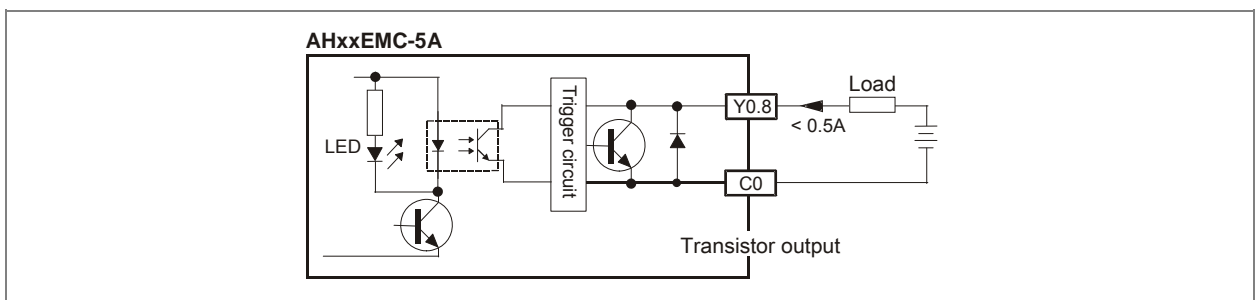 AHxxEMC-5A
LED
Trigger circuit
Y0.8
Load
< 0.5A
C0
Transistor output